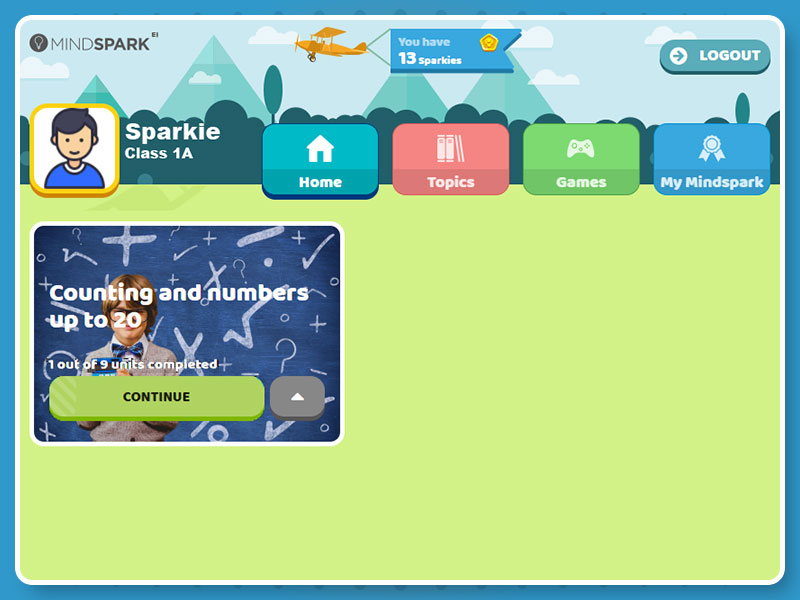 MINDSPARK EI
You have
13 Sparkies
LOGOUT
Sparkie
Class 1A
Home
Topics
Games
My Mindspark
Counting and numbers
up to 20
1 out of 9 units completed
CONTINUE